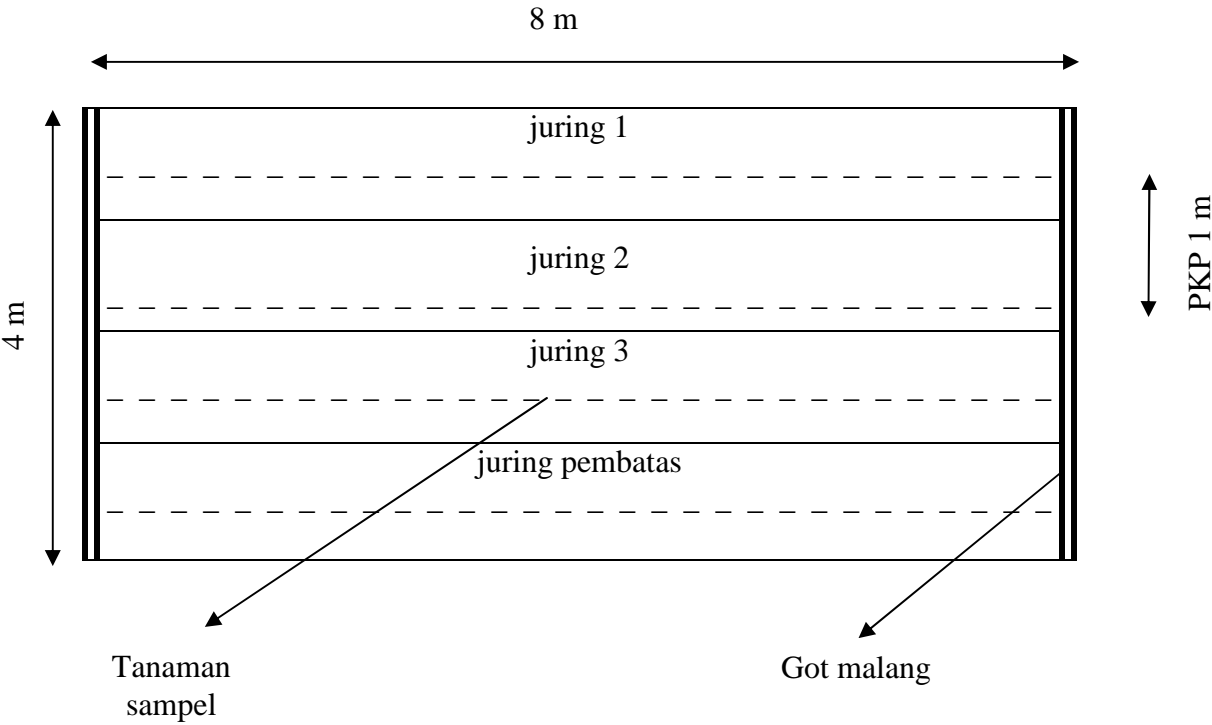 8 m
juring 1
juring 2
PKP 1 m
4 m
juring 3
juring pembatas
Tanaman
sampel
Got malang